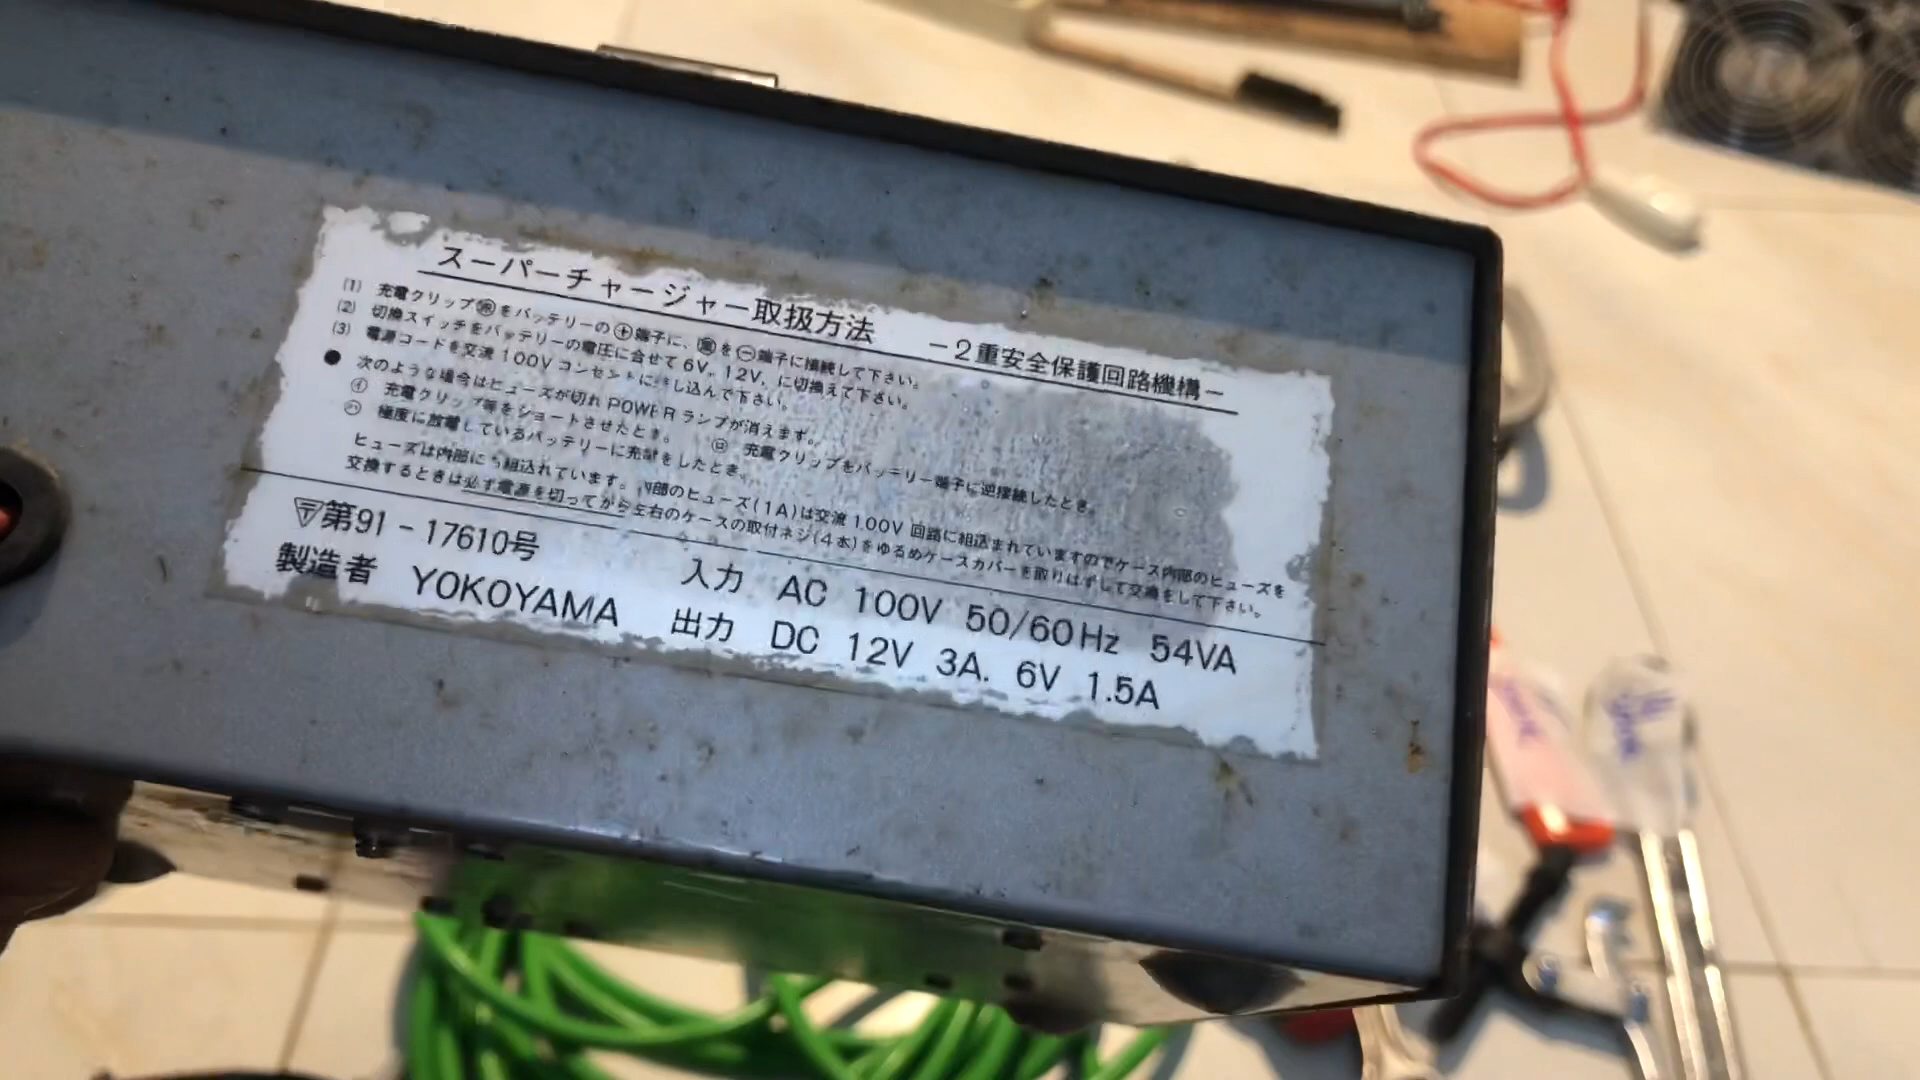 スーパーチャージャー取扱方法 －2重安全保護回路機構－
(1) 充電クリップ㊤をバッテリーの⊕端子に、㊥を⊖端子に接続して下さい。
(2) 切換スイッチをバッテリーの電圧に合せて6V，12V，に切換えて下さい。
(3) 電源コードを交流100Vコンセントにさし込んで下さい。
● 次のような場合はヒューズが切れPOWERランプが消えます。
㋑ 充電クリップ等をショートさせたとき。 ㋺ 充電クリップをバッテリー端子に逆接続したとき。
㋩ 極度に放電しているバッテリーに充電をしたとき。
ヒューズは内部に組込れています。内部のヒューズ(1A)は交流100V回路に組込まれていますのでケース内部のヒューズを
交換するときは必ず電源を切ってから左右のケースの取付ネジ(4本)をゆるめケースカバーを取りはずして交換をして下さい。
〒第91－17610号 入力 AC 100V 50/60Hz 54VA
製造者 YOKOYAMA 出力 DC 12V 3A. 6V 1.5A